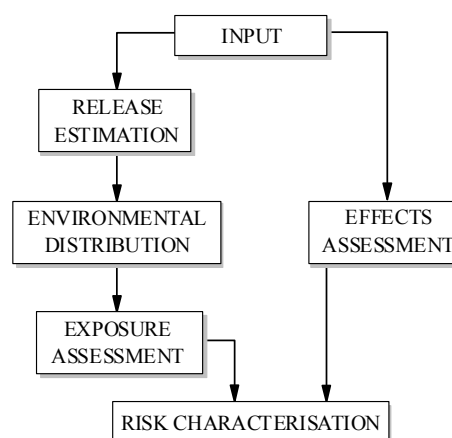 INPUT
RELEASE
ESTIMATION
ENVIRONMENTAL
DISTRIBUTION
EFFECTS
ASSESSMENT
EXPOSURE
ASSESSMENT
RISK CHARACTERISATION